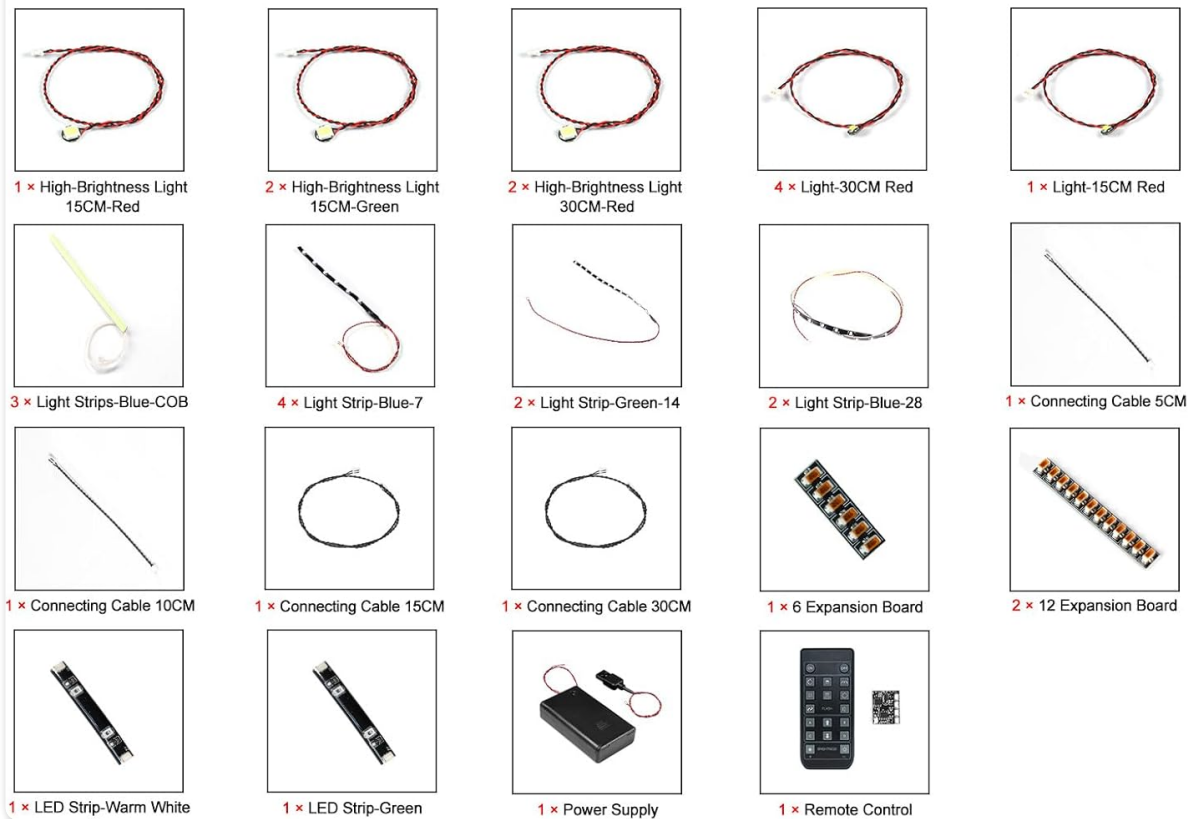 1 × High-Brightness Light
15CM-Red
2 × High-Brightness Light
15CM-Green
2 × High-Brightness Light
30CM-Red
4 × Light-30CM Red
1 × Light-15CM Red
3 × Light Strips-Blue-COB
4 × Light Strip-Blue-7
2 × Light Strip-Green-14
2 × Light Strip-Blue-28
1 × Connecting Cable 5CM
1 × Connecting Cable 10CM
1 × Connecting Cable 15CM
1 × Connecting Cable 30CM
1 × 6 Expansion Board
2 × 12 Expansion Board
1 × LED Strip-Warm White
1 × LED Strip-Green
1 × Power Supply
1 × Remote Control